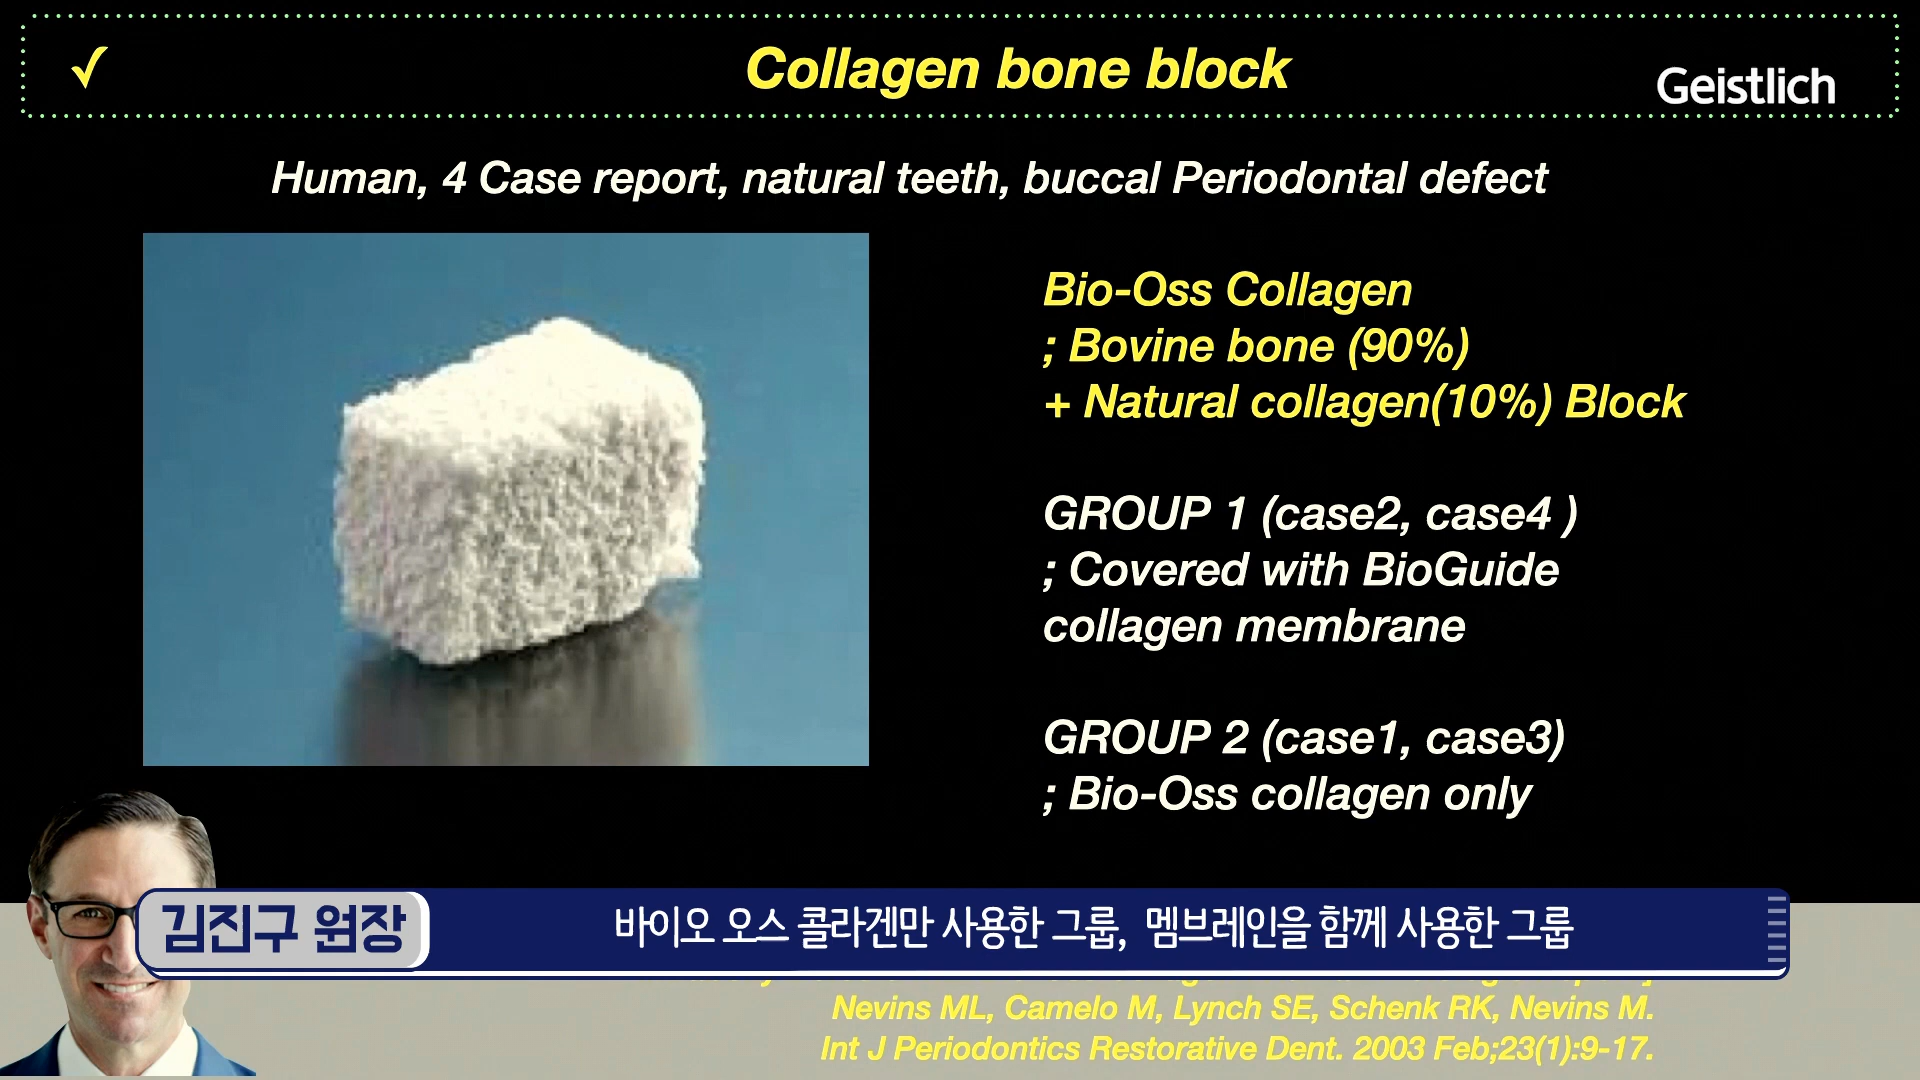 ✓ Collagen bone block
Geistlich
Human, 4 Case report, natural teeth, buccal Periodontal defect
Bio-Oss Collagen
; Bovine bone (90%)
+ Natural collagen(10%) Block
GROUP 1 (case2, case4 )
; Covered with BioGuide
collagen membrane
GROUP 2 (case1, case3)
; Bio-Oss collagen only
김진구 원장
바이오 오스 콜라겐만 사용한 그룹, 멤브레인을 함께 사용한 그룹
Nevins ML, Camelo M, Lynch SE, Schenk RK, Nevins M.
Int J Periodontics Restorative Dent. 2003 Feb;23(1):9-17.